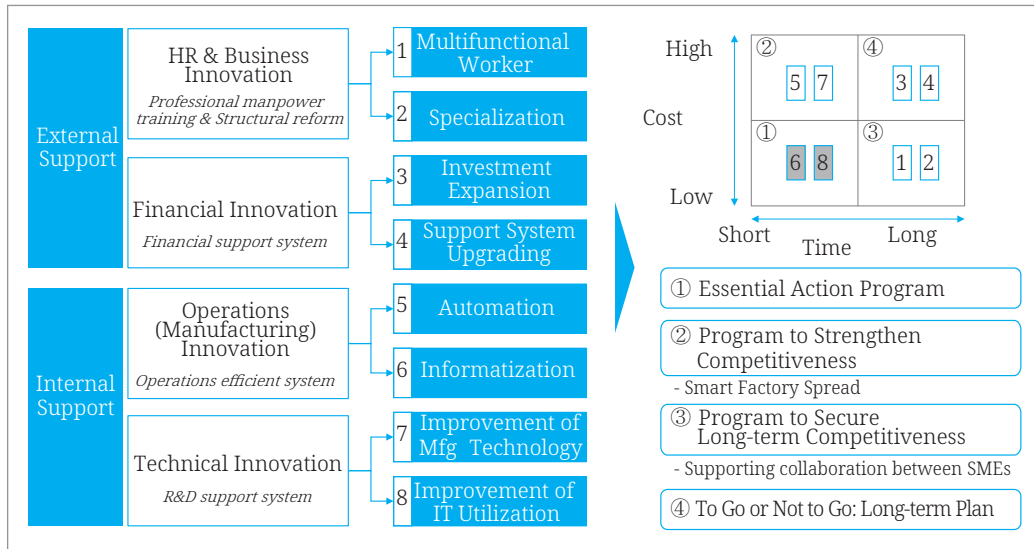 External
Support
HR & Business
Innovation
Professional manpower
training & Structural reform
1
Multifunctional
Worker
2
Specialization
Financial Innovation
Financial support system
3
Investment
Expansion
4
Support System
Upgrading
Internal
Support
Operations
(Manufacturing)
Innovation
Operations efficient system
5
Automation
6
Informatization
Technical Innovation
R&D support system
7
Improvement of
Mfg Technology
8
Improvement of
IT Utilization
High
Cost
Low
②
5 7
④
3 4
①
6 8
③
1 2
Short
Time
Long
① Essential Action Program
② Program to Strengthen
Competitiveness
- Smart Factory Spread
③ Program to Secure
Long-term Competitiveness
- Supporting collaboration between SMEs
④ To Go or Not to Go: Long-term Plan